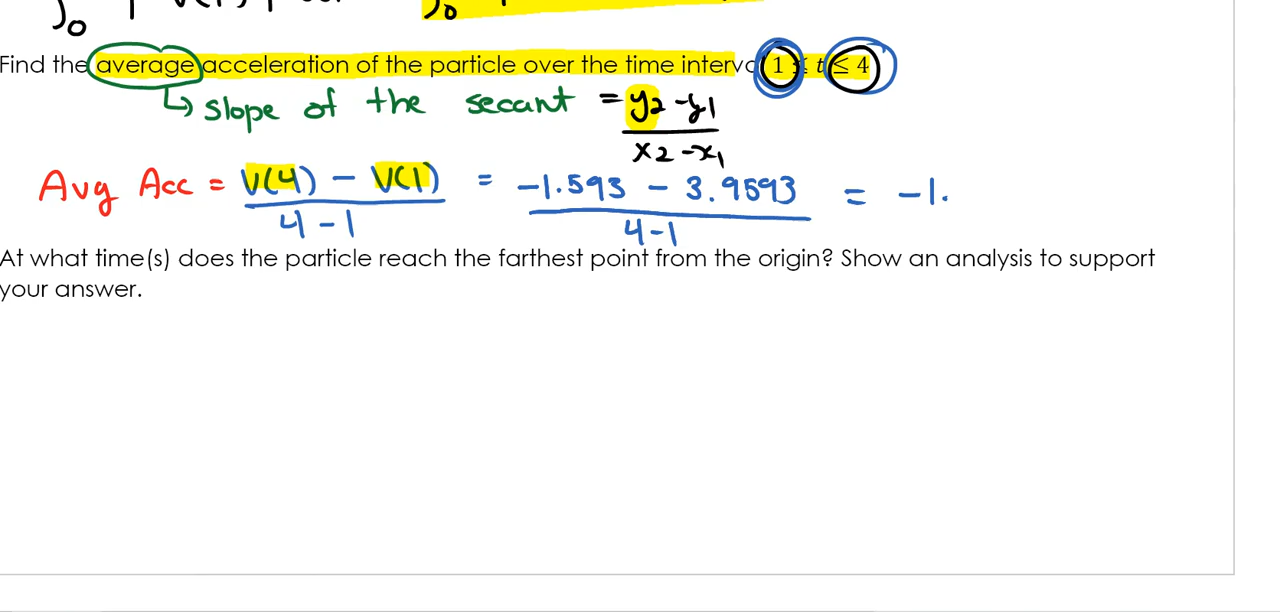 Find the average acceleration of the particle over the time interval 1 ≤ t ≤ 4
↳ slope of the secant = y2 - y1 / x2 - x1
Avg Acc = V(4) - V(1) / 4 - 1 = -1.593 - 3.9593 / 4-1 = -1.
At what time(s) does the particle reach the farthest point from the origin? Show an analysis to support
your answer.